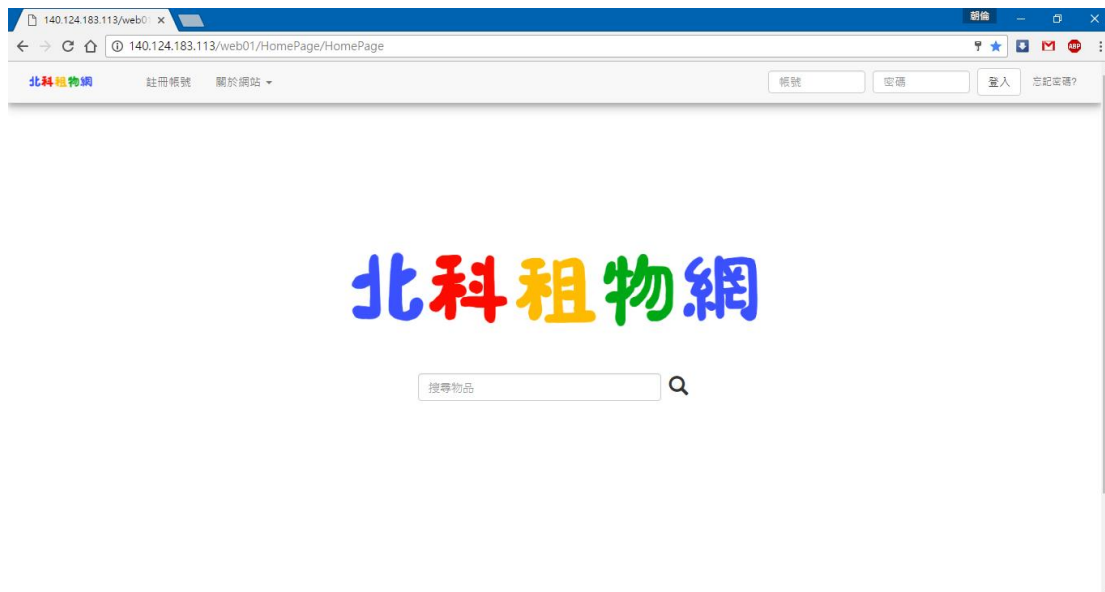 140.124.183.113/web0
朝倫
140.124.183.113/web01/HomePage/HomePage
ABP
北科租物網 註冊帳號 關於網站 帳號 密碼 登入 忘記密碼?
北科租物網
搜尋物品